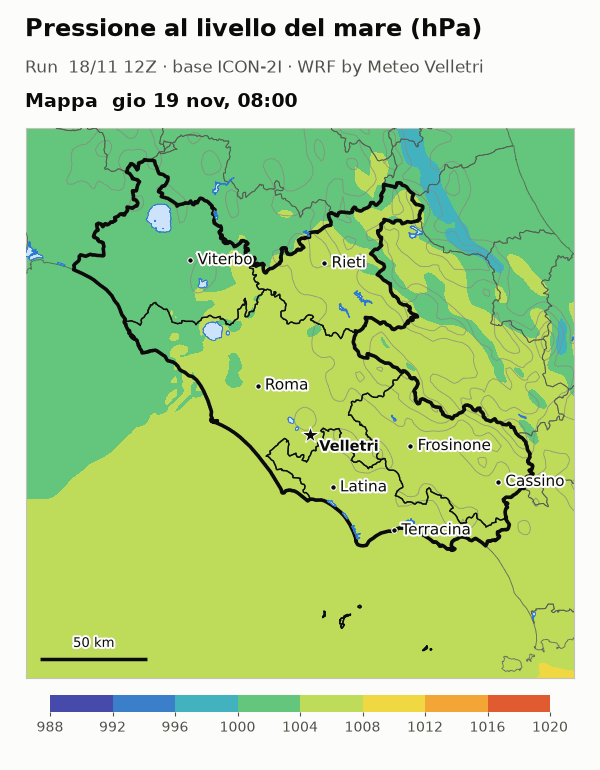 Pressione al livello del mare (hPa)
Run  18/11 12Z · base ICON-2I · WRF by Meteo Velletri
Mappa  gio 19 nov, 08:00
Viterbo
Rieti
Roma
Velletri
Frosinone
Cassino
Latina
Terracina
50 km
988 992 996 1000 1004 1008 1012 1016 1020